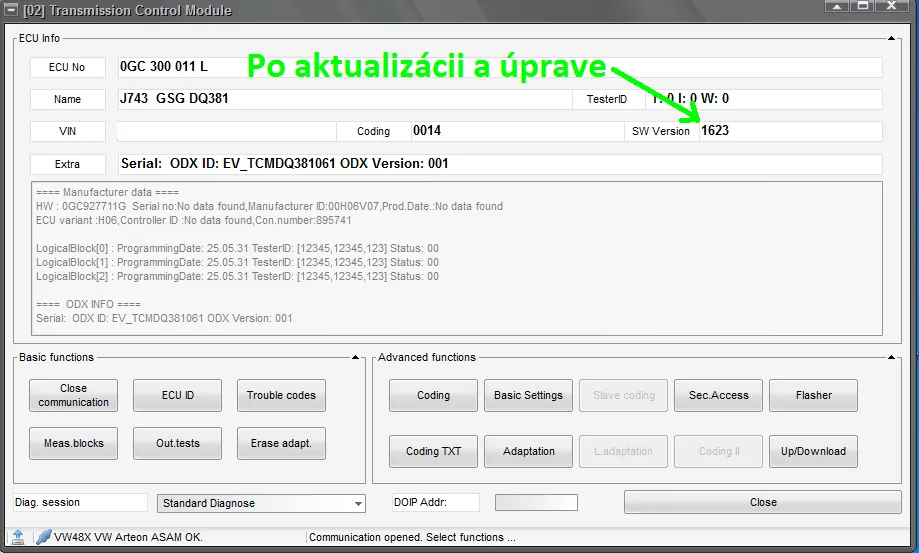 [02] Transmission Control Module
ECU Info
ECU No 0GC 300 011 L
Po aktualizácii a úprave
Name J743 GSG DQ381 TesterID I: 0 W: 0
VIN Coding 0014 SW Version 1623
Extra Serial: ODX ID: EV_TCMDQ381061 ODX Version: 001
==== Manufacturer data ====
HW : 0GC927711G Serial no:No data found,Manufacturer ID:00H06V07,Prod.Date.:No data found
ECU variant :H06,Controller ID :No data found,Con.number:895741
LogicalBlock[0] : ProgrammingDate: 25.05.31 TesterID: [12345,12345,123] Status: 00
LogicalBlock[1] : ProgrammingDate: 25.05.31 TesterID: [12345,12345,123] Status: 00
LogicalBlock[2] : ProgrammingDate: 25.05.31 TesterID: [12345,12345,123] Status: 00
==== ODX INFO ====
Serial: ODX ID: EV_TCMDQ381061 ODX Version: 001
Basic functions Advanced functions
Close communication ECU ID Trouble codes Coding Basic Settings Slave coding Sec.Access Flasher
Meas.blocks Out.tests Erase adapt. Coding TXT Adaptation L.adaptation Coding II Up/Download
Diag. session Standard Diagnose DOIP Addr: Close
VW48X VW Arteon ASAM OK. Communication opened. Select functions ...